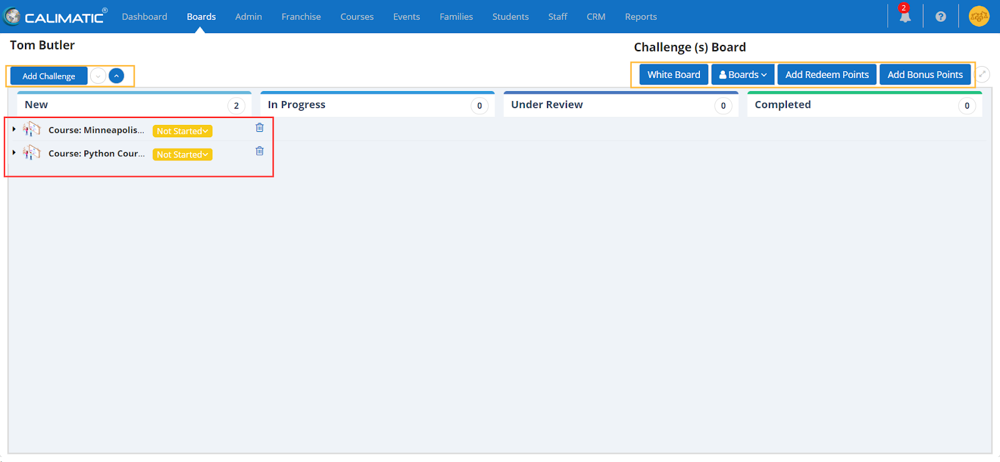 CALIMATIC® Dashboard Boards Admin Franchise Courses Events Families Students Staff CRM Reports 2 ?
Tom Butler
Challenge (s) Board
Add Challenge
White Board Boards Add Redeem Points Add Bonus Points
New 2 In Progress 0 Under Review 0 Completed 0
Course: Minneapolis... Not Started
Course: Python Cour... Not Started